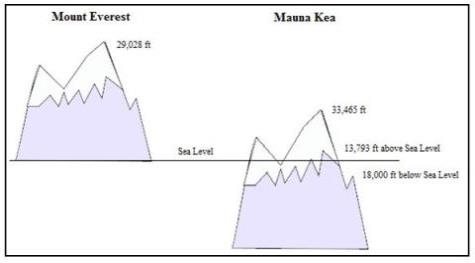 Mount Everest
Mauna Kea
29,028 ft
33,465 ft
Sea Level
13,793 ft above Sea Level
18,000 ft below Sea Level